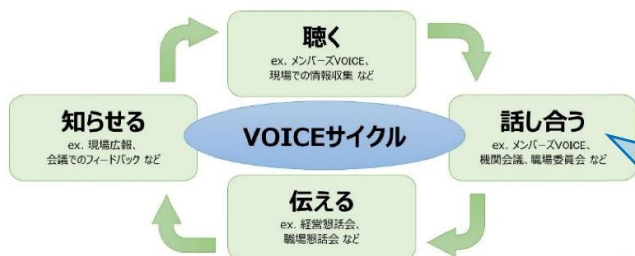 聴く
ex. メンバーズVOICE、
現場での情報収集 など
知らせる
ex. 現場広報、
会議でのフィードバック など
VOICEサイクル
話し合う
ex. メンバーズVOICE、
機関会議、職場委員会 など
伝える
ex. 経営懇話会、
職場懇話会 など